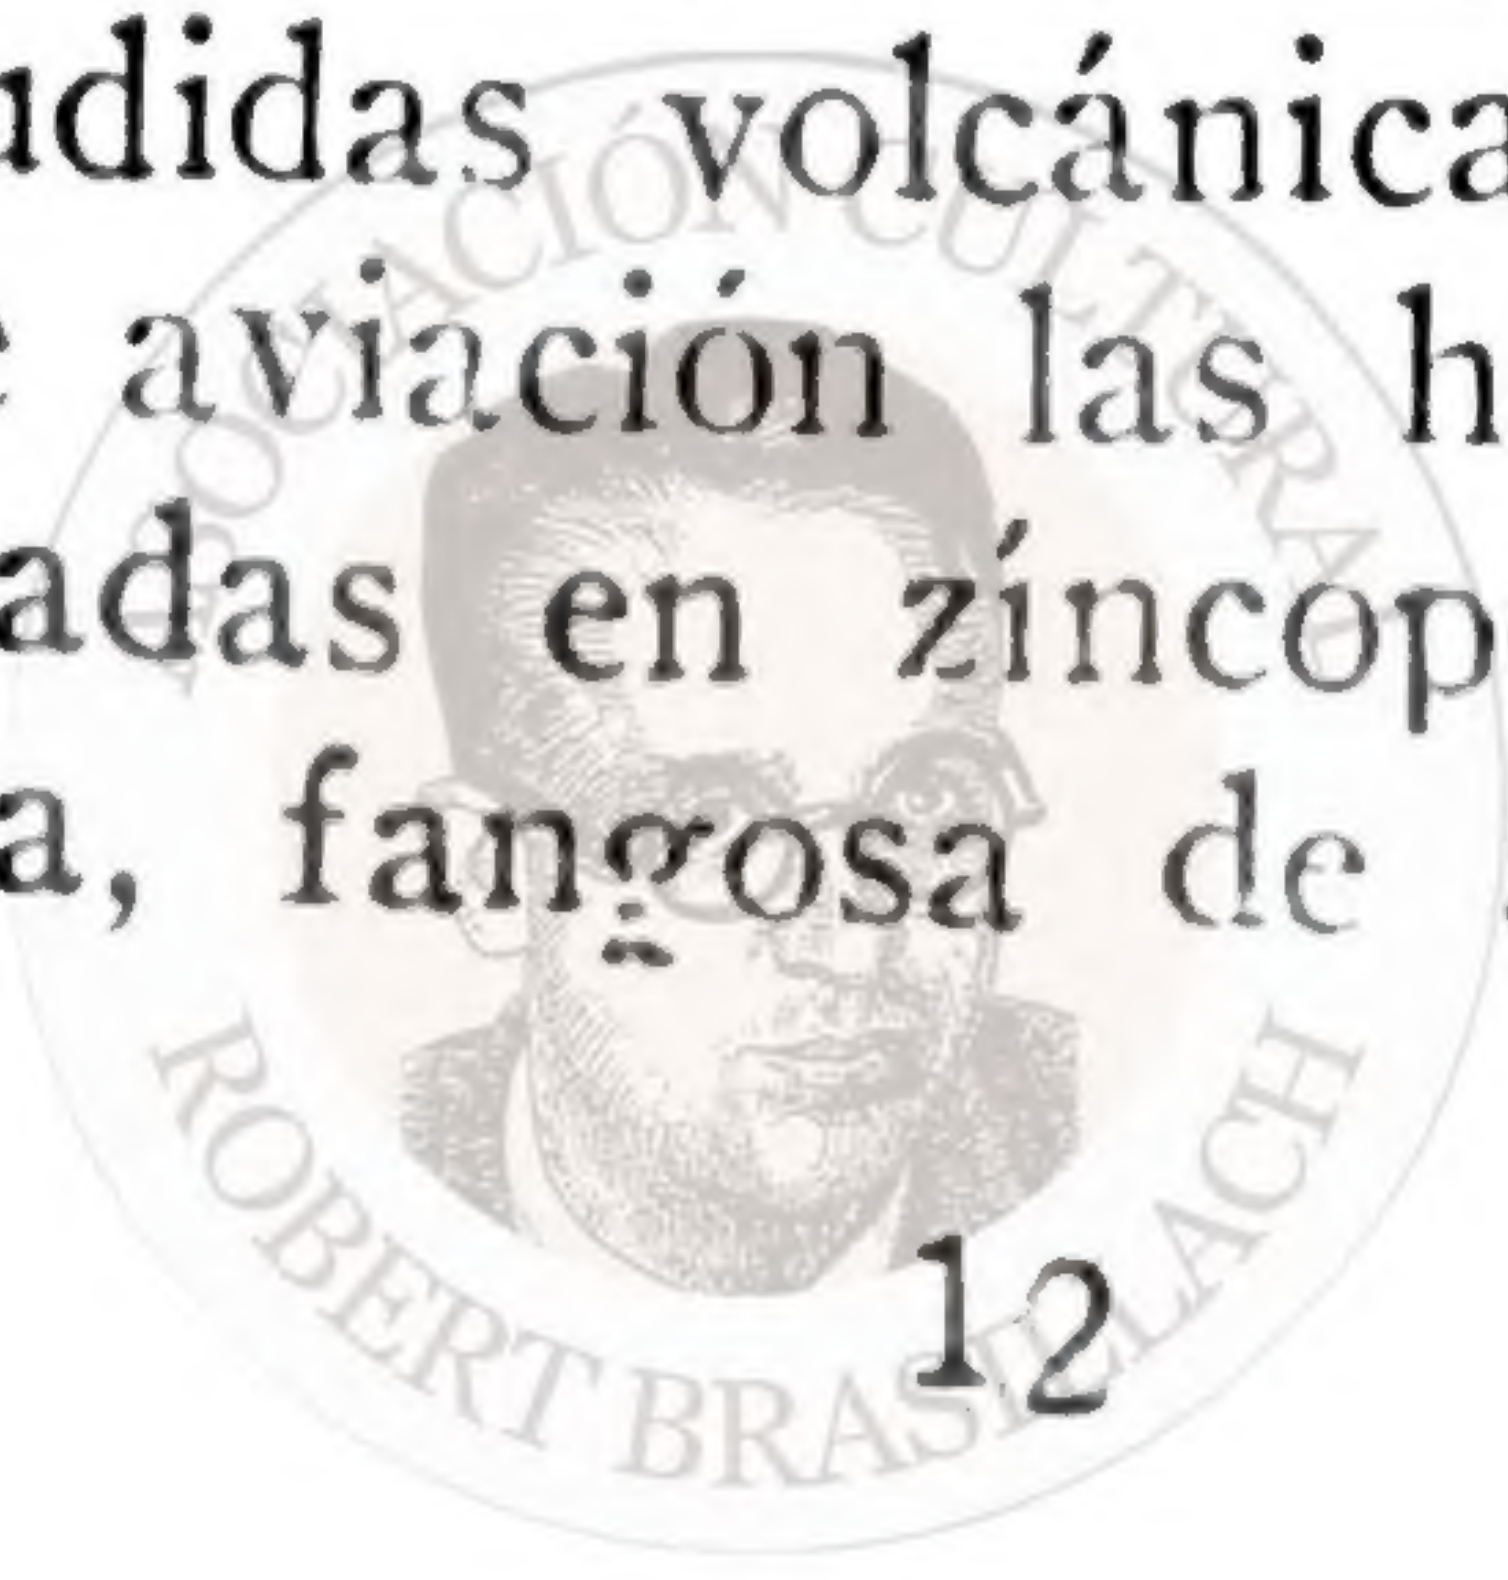 udidas volcánica
aviación las h
adas en zíncop
a, fangosa de
12
ASOCIACIÓN CULTURAL
ROBERT BRASILLACH